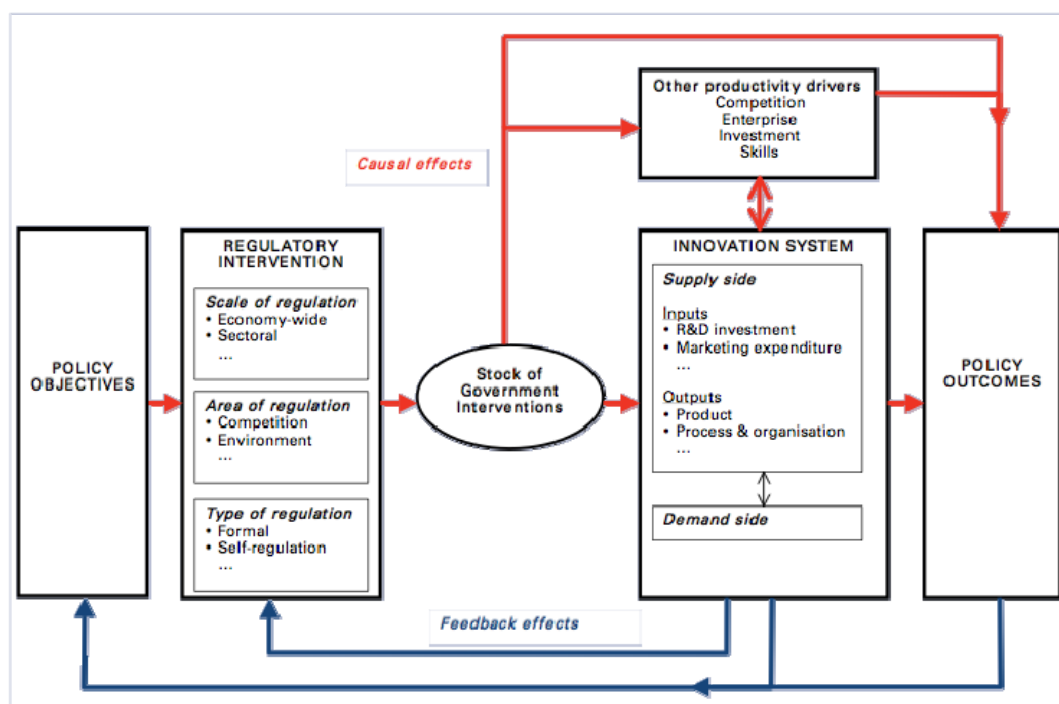 Other productivity drivers
Competition
Enterprise
Investment
Skills
Causal effects
POLICY
OBJECTIVES
REGULATORY
INTERVENTION
Scale of regulation
• Economy-wide
• Sectoral
...
Area of regulation
• Competition
• Environment
...
Type of regulation
• Formal
• Self-regulation
...
Stock of
Government
Interventions
INNOVATION SYSTEM
Supply side
Inputs
• R&D investment
• Marketing expenditure
...
Outputs
• Product
• Process & organisation
...
Demand side
POLICY
OUTCOMES
Feedback effects